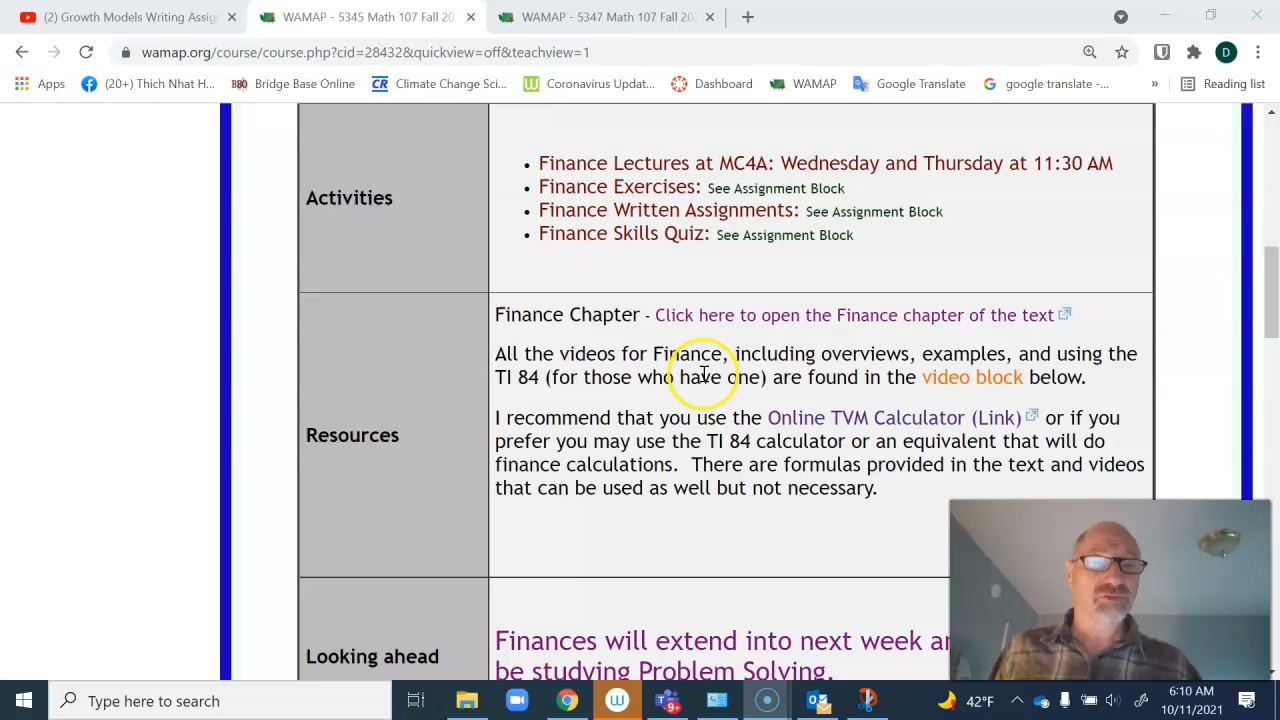 (2) Growth Models Writing Assig
WAMAP - 5345 Math 107 Fall 20
WAMAP - 5347 Math 107 Fall 20
wamap.org/course/course.php?cid=28432&quickview=off&teachview=1
D
Apps
(20+) Thich Nhat H...
BBO Bridge Base Online
CR Climate Change Sci...
Coronavirus Updat...
Dashboard
WAMAP
Google Translate
google translate -...
»
Reading list
Activities
• Finance Lectures at MC4A: Wednesday and Thursday at 11:30 AM
• Finance Exercises: See Assignment Block
• Finance Written Assignments: See Assignment Block
• Finance Skills Quiz: See Assignment Block
Resources
Finance Chapter - Click here to open the Finance chapter of the text
All the videos for Finance, including overviews, examples, and using the
TI 84 (for those who have one) are found in the video block below.
I recommend that you use the Online TVM Calculator (Link) or if you
prefer you may use the TI 84 calculator or an equivalent that will do
finance calculations. There are formulas provided in the text and videos
that can be used as well but not necessary.
Looking ahead
Finances will extend into next week an
be studying Problem Solving.
Type here to search
9+
42°F
6:10 AM
10/11/2021